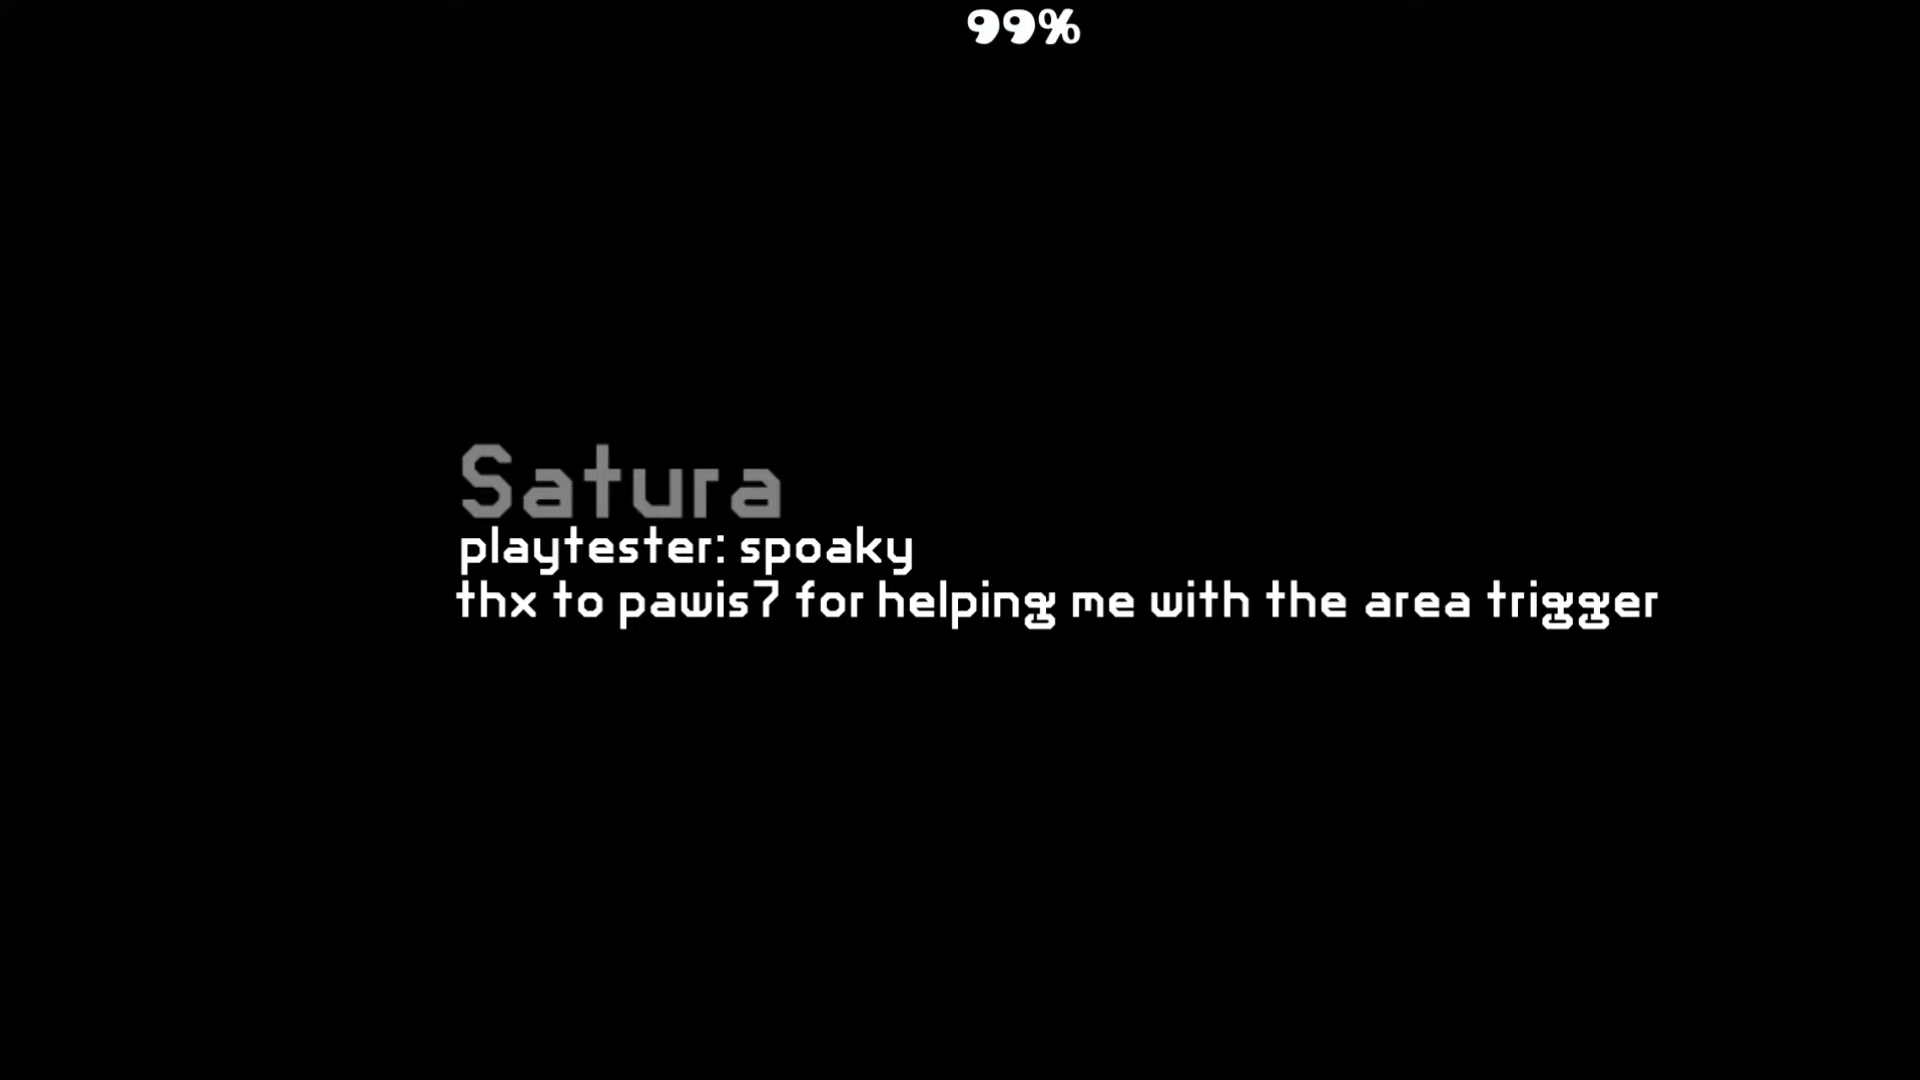 99%
Satura
playtester: spoaky
thx to pawis7 for helping me with the area trigger